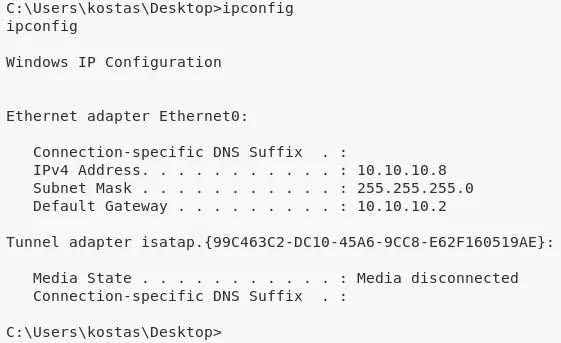 C:\Users\kostas\Desktop>ipconfig
ipconfig
Windows IP Configuration
Ethernet adapter Ethernet0:
Connection-specific DNS Suffix  . :
IPv4 Address. . . . . . . . . . . : 10.10.10.8
Subnet Mask . . . . . . . . . . . : 255.255.255.0
Default Gateway . . . . . . . . . : 10.10.10.2
Tunnel adapter isatap.{99C463C2-DC10-45A6-9CC8-E62F160519AE}:
Media State . . . . . . . . . . . : Media disconnected
Connection-specific DNS Suffix  . :
C:\Users\kostas\Desktop>